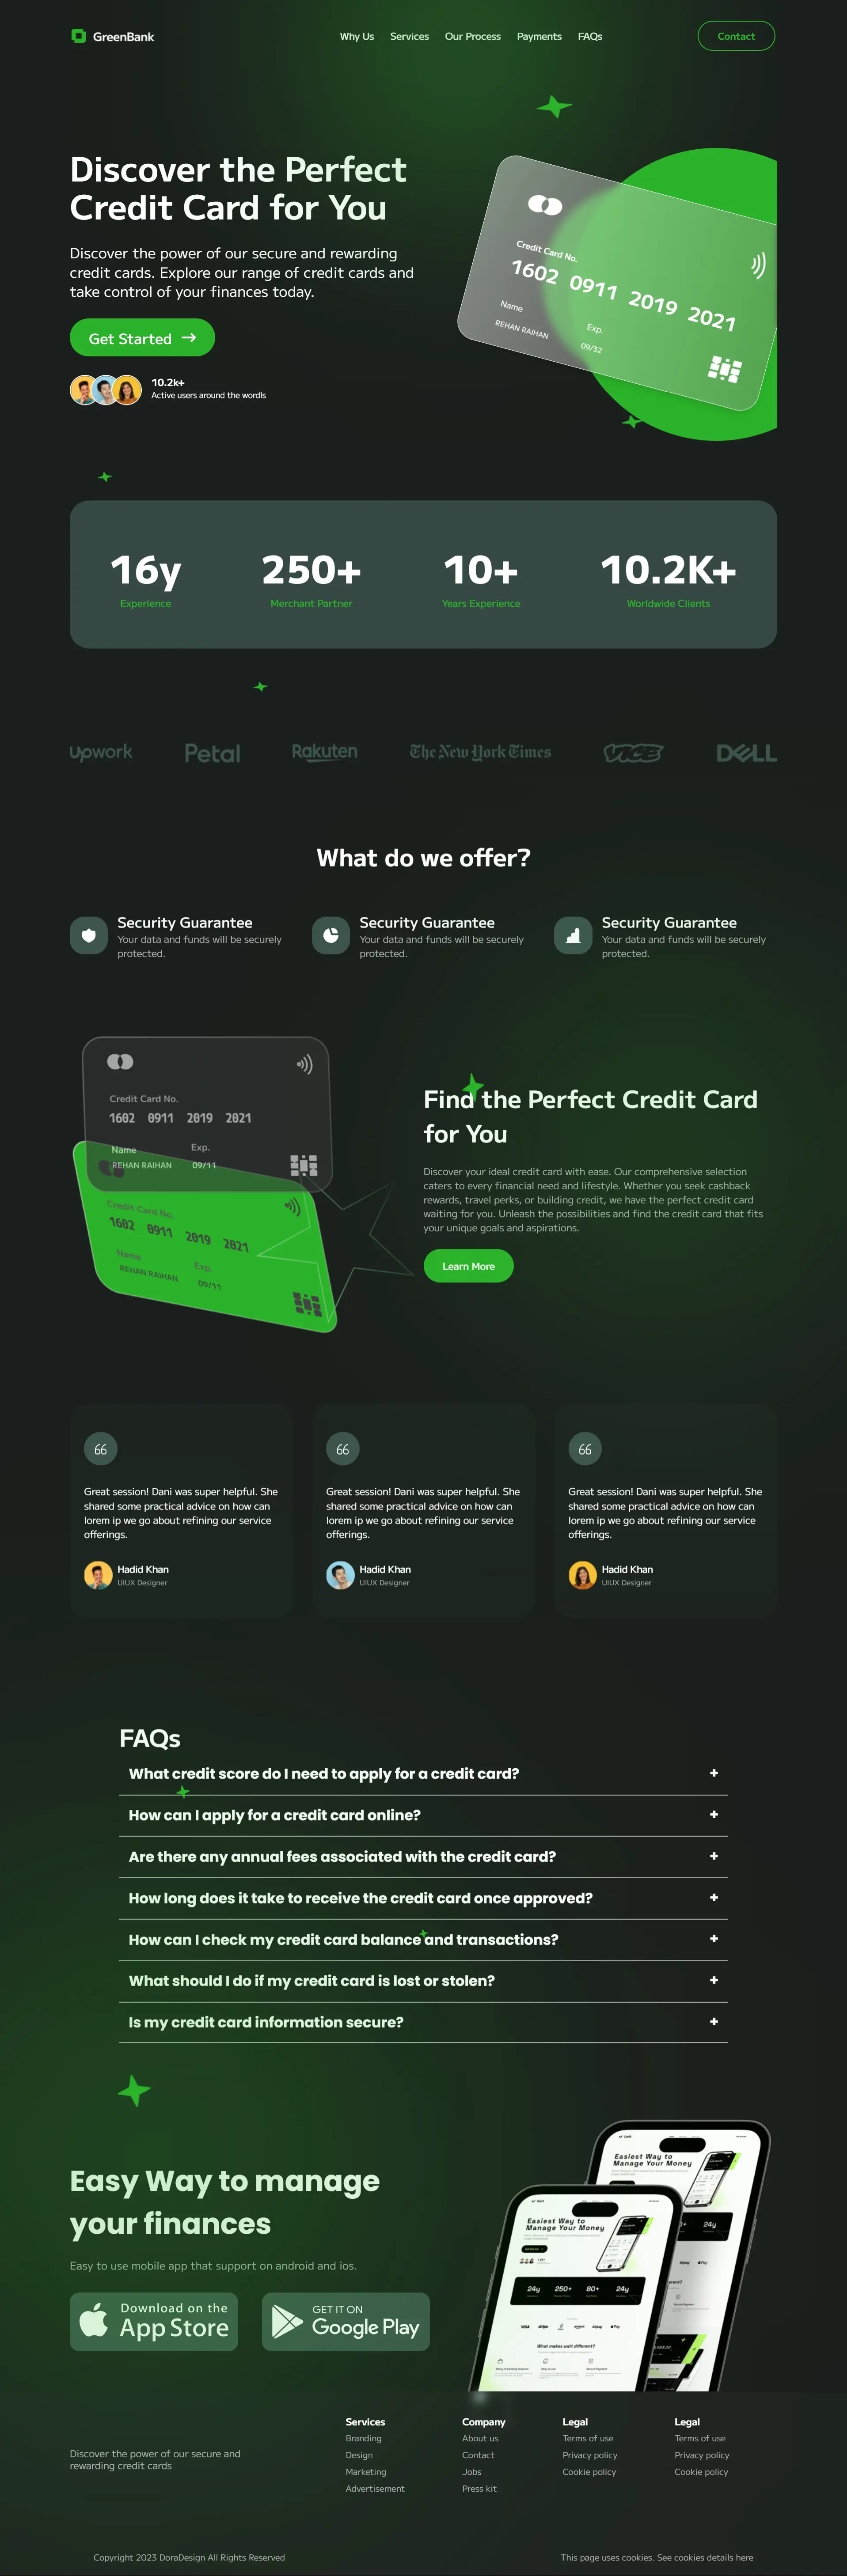 GreenBank
Why Us
Services
Our Process
Payments
FAQs
Contact
Discover the Perfect
Credit Card for You
Discover the power of our secure and rewarding
credit cards. Explore our range of credit cards and
take control of your finances today.
Get Started
10.2k+
Active users around the wordls
Credit Card No.
1602 0911 2019 2021
Name
REHAN RAIHAN
Exp.
09/32
16y
Experience
250+
Merchant Partner
10+
Years Experience
10.2K+
Worldwide Clients
upwork
Petal
Rakuten
The New York Times
VICE
DELL
What do we offer?
Security Guarantee
Your data and funds will be securely
protected.
Security Guarantee
Your data and funds will be securely
protected.
Security Guarantee
Your data and funds will be securely
protected.
Credit Card No.
1602 0911 2019 2021
Name
REHAN RAIHAN
Exp.
09/11
Credit Card No.
1602 0911 2019 2021
Name
REHAN RAIHAN
Exp.
09/11
Find the Perfect Credit Card
for You
Discover your ideal credit card with ease. Our comprehensive selection
caters to every financial need and lifestyle. Whether you seek cashback
rewards, travel perks, or building credit, we have the perfect credit card
waiting for you. Unleash the possibilities and find the credit card that fits
your unique goals and aspirations.
Learn More
Great session! Dani was super helpful. She
shared some practical advice on how can
lorem ip we go about refining our service
offerings.
Hadid Khan
UIUX Designer
Great session! Dani was super helpful. She
shared some practical advice on how can
lorem ip we go about refining our service
offerings.
Hadid Khan
UIUX Designer
Great session! Dani was super helpful. She
shared some practical advice on how can
lorem ip we go about refining our service
offerings.
Hadid Khan
UIUX Designer
FAQs
What credit score do I need to apply for a credit card?
How can I apply for a credit card online?
Are there any annual fees associated with the credit card?
How long does it take to receive the credit card once approved?
How can I check my credit card balance and transactions?
What should I do if my credit card is lost or stolen?
Is my credit card information secure?
Easy Way to manage
your finances
Easy to use mobile app that support on android and ios.
Download on the
App Store
GET IT ON
Google Play
Easiest Way to
Manage Your Money
24y
Pay
Easiest Way to
Manage Your Money
24y
250+
80+
24y
VISA
stripe
amazon
Pay
What makes us different?
Services
Branding
Design
Marketing
Advertisement
Company
About us
Contact
Jobs
Press kit
Legal
Terms of use
Privacy policy
Cookie policy
Legal
Terms of use
Privacy policy
Cookie policy
Discover the power of our secure and
rewarding credit cards
Copyright 2023 DoraDesign All Rights Reserved
This page uses cookies. See cookies details here